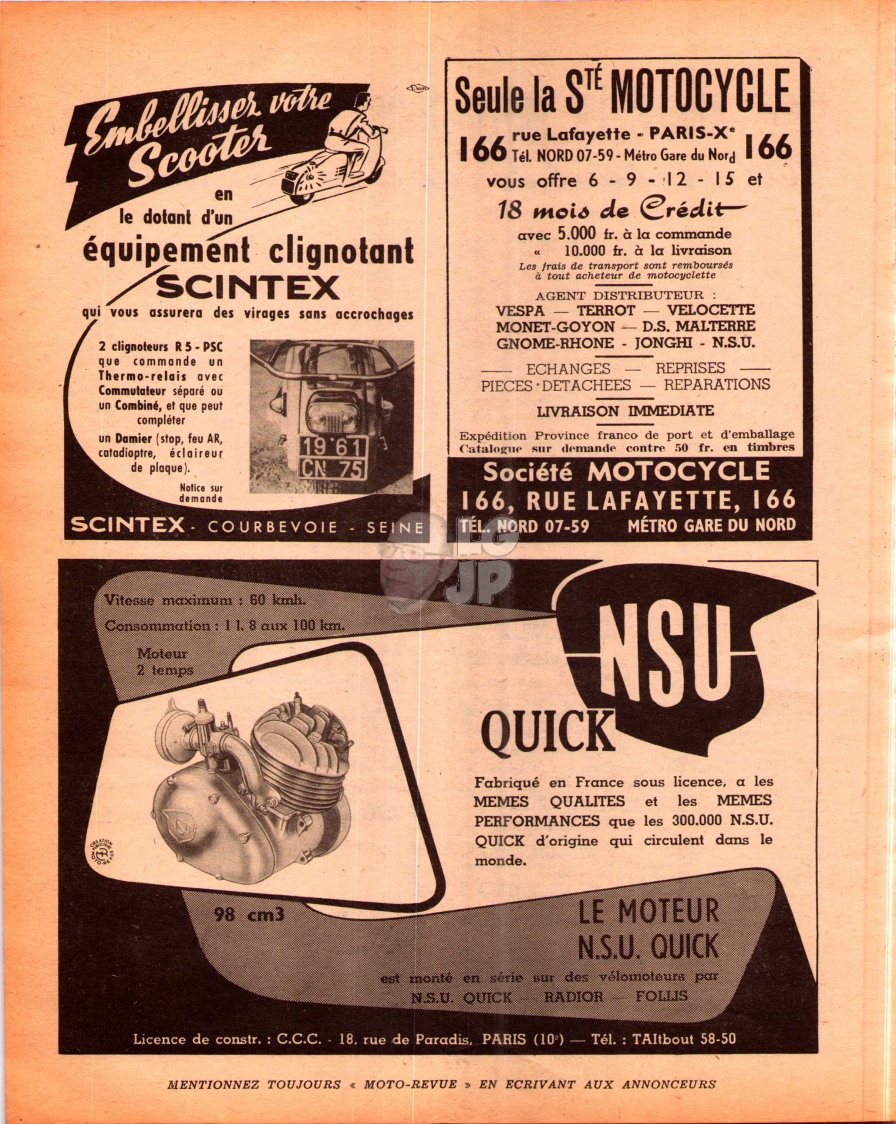 Embellissez votre
Scooter
en
le dotant d'un
équipement clignotant
SCINTEX
qui vous assurera des virages sans accrochages
2 clignoteurs R5-PSC
que commande un
Thermo-relais avec
Commutateur séparé ou
un Combiné, et que peut
compléter
un Damier (stop, feu AR,
catadioptre, éclaireur
de plaque).
Notice sur
demande
19 61
CN 75
SCINTEX - COURBEVOIE - SEINE
Seule la STÉ MOTOCYCLE
166 rue Lafayette - PARIS-Xe 166
Tél. NORD 07-59 - Métro Gare du Nord
vous offre 6 - 9 - 12 - 15 et
18 mois de Crédit
avec 5.000 fr. à la commande
« 10.000 fr. à la livraison
Les frais de transport sont remboursés
à tout acheteur de motocyclette
AGENT DISTRIBUTEUR :
VESPA — TERROT — VELOCETTE
MONET-GOYON — D.S. MALTERRE
GNOME-RHONE - JONGHI - N.S.U.
— ECHANGES — REPRISES —
PIECES DETACHEES — REPARATIONS
LIVRAISON IMMEDIATE
Expédition Province franco de port et d'emballage
Catalogue sur demande contre 50 fr. en timbres
Société MOTOCYCLE
166, RUE LAFAYETTE, 166
TÉL. NORD 07-59 MÉTRO GARE DU NORD
FG
JP
Vitesse maximum : 60 kmh.
Consommation : 1 l. 8 aux 100 km.
Moteur
2 temps
NSU
QUICK
Fabriqué en France sous licence, a les
MEMES QUALITES et les MEMES
PERFORMANCES que les 300.000 N.S.U.
QUICK d'origine qui circulent dans le
monde.
98 cm3
LE MOTEUR
N.S.U. QUICK
est monté en série sur des vélomoteurs par
N.S.U. QUICK — RADIOR — FOLLIS
Licence de constr. : C.C.C. - 18, rue de Paradis, PARIS (10e) — Tél. : TAItbout 58-50
MENTIONNEZ TOUJOURS « MOTO-REVUE » EN ECRIVANT AUX ANNONCEURS